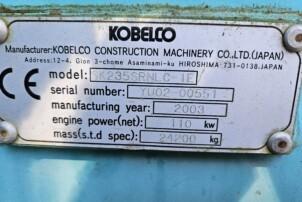 KOBELCO
Manufacturer:KOBELCO CONSTRUCTION MACHINERY CO.,LTD.(JAPAN)
Address:12-4, Gion 3-chome Asaminami-ku HIROSHIMA-731-0138.JAPAN
CE model: SK235SRNLC-1E
serial number: YU02-00551
manufacturing year: 2003
engine power(net): 110 kw
mass(s.t.d spec): 24200 kg